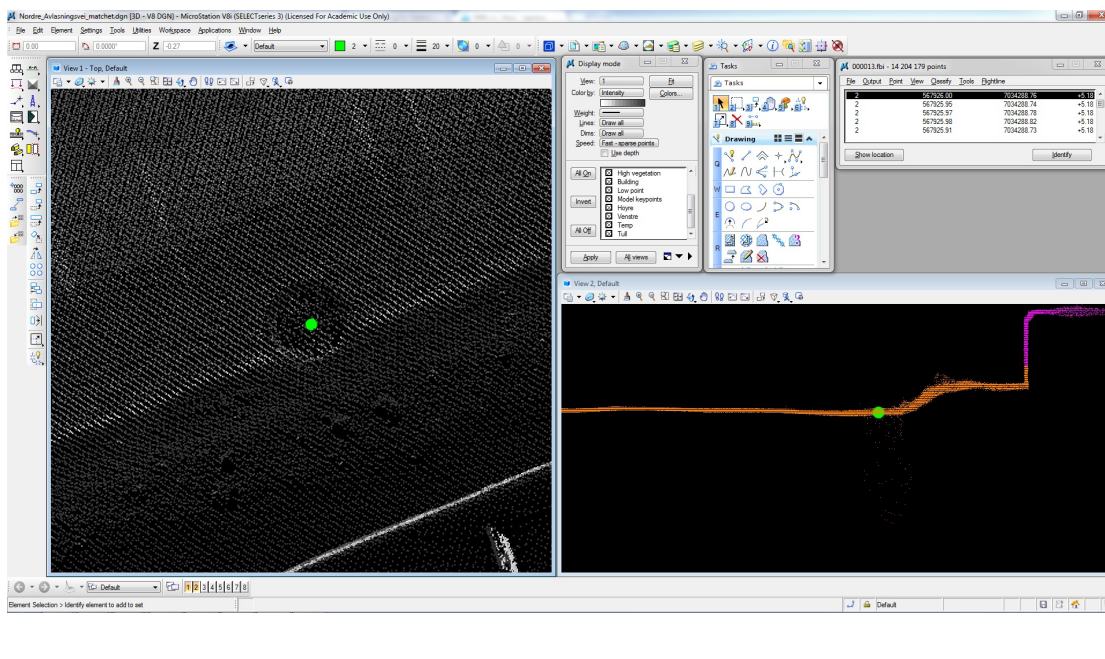 Nordre_Avlasningsvei_matchet.dgn [3D - V8 DGN] - MicroStation V8i (SELECTseries 3) (Licensed For Academic Use Only)
File Edit Element Settings Tools Utilities Workspace Applications Window Help
0.00 0.0000° Z -0.27 Default 2 0 20 0 0
View 1 - Top, Default
Display mode
View: 1 Fit
Color by: Intensity Colors...
Weight:
Lines: Draw all
Dims: Draw all
Speed: Fast - sparse points
Use depth
All On
Invert
All Off
High vegetation
Building
Low point
Model keypoints
Hoyre
Venstre
Temp
Tull
Apply All views
Tasks
Tasks
Drawing
Q
W
E
R
000013.fbi - 14 204 179 points
File Output Point View Classify Tools Flightline
2 567926.00 7034288.76 +5.18
2 567925.95 7034288.74 +5.18
2 567925.97 7034288.78 +5.18
2 567925.98 7034288.82 +5.18
2 567925.91 7034288.73 +5.18
Show location Identify
View 2, Default
Default 1 2 3 4 5 6 7 8
Element Selection > Identify element to add to set
Default